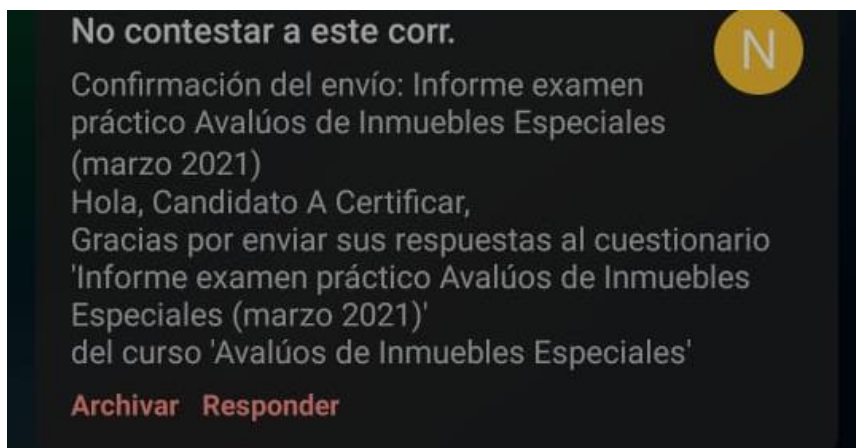 No contestar a este corr.
N
Confirmación del envío: Informe examen
práctico Avalúos de Inmuebles Especiales
(marzo 2021)
Hola, Candidato A Certificar,
Gracias por enviar sus respuestas al cuestionario
'Informe examen práctico Avalúos de Inmuebles
Especiales (marzo 2021)'
del curso 'Avalúos de Inmuebles Especiales'
Archivar Responder